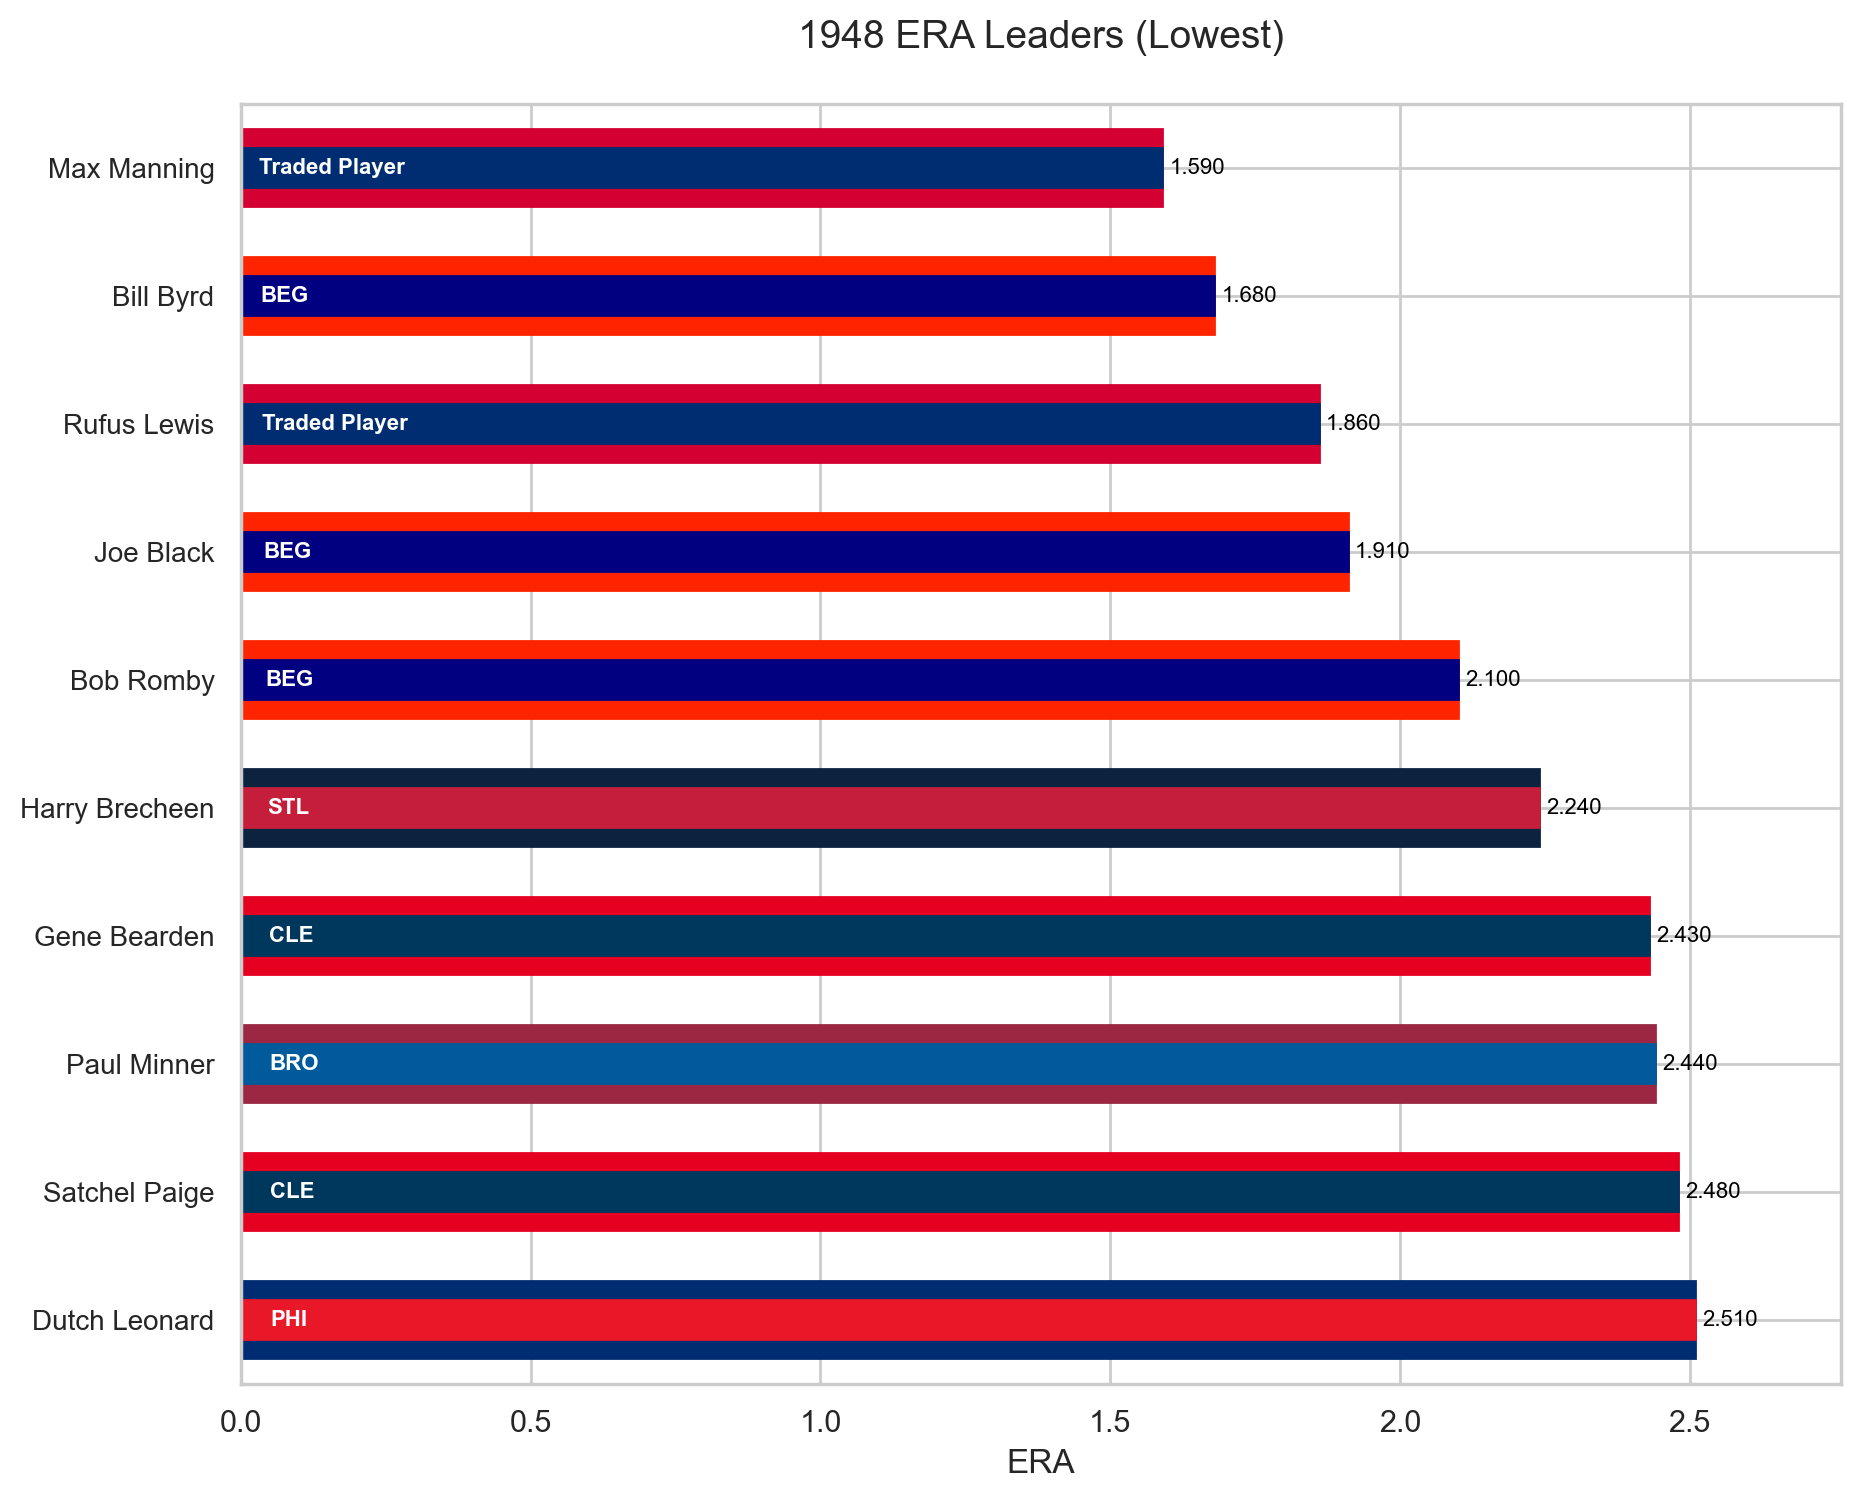 1948 ERA Leaders (Lowest)
Max Manning Traded Player 1.590
Bill Byrd BEG 1.680
Rufus Lewis Traded Player 1.860
Joe Black BEG 1.910
Bob Romby BEG 2.100
Harry Brecheen STL 2.240
Gene Bearden CLE 2.430
Paul Minner BRO 2.440
Satchel Paige CLE 2.480
Dutch Leonard PHI 2.510
0.0 0.5 1.0 1.5 2.0 2.5
ERA